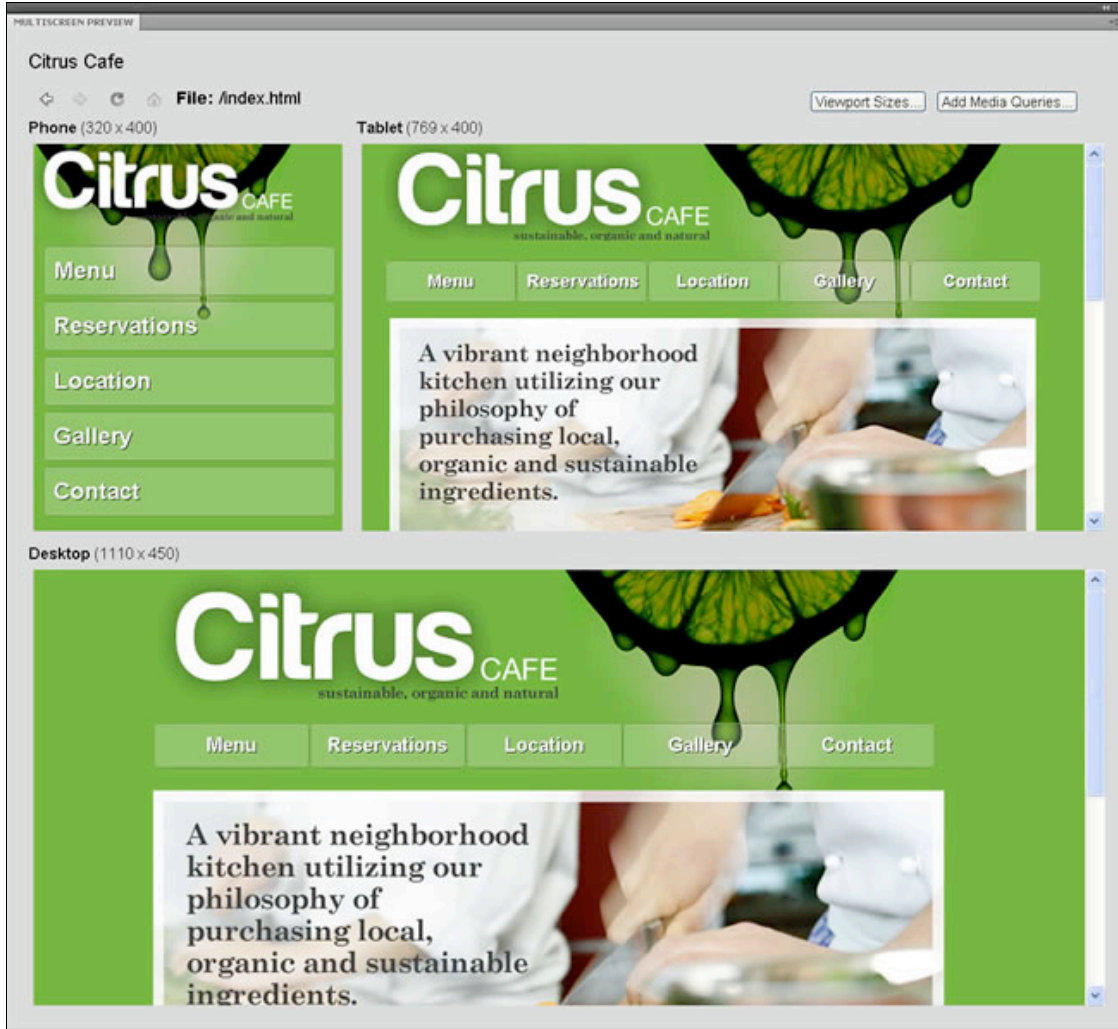 MULTISCREEN PREVIEW
Citrus Cafe
File: /index.html
Viewport Sizes...
Add Media Queries...
Phone (320 x 400)
Citrus CAFE
sustainable, organic and natural
Menu
Reservations
Location
Gallery
Contact
Tablet (769 x 400)
Citrus CAFE
sustainable, organic and natural
Menu Reservations Location Gallery Contact
A vibrant neighborhood
kitchen utilizing our
philosophy of
purchasing local,
organic and sustainable
ingredients.
Desktop (1110 x 450)
Citrus CAFE
sustainable, organic and natural
Menu Reservations Location Gallery Contact
A vibrant neighborhood
kitchen utilizing our
philosophy of
purchasing local,
organic and sustainable
ingredients.